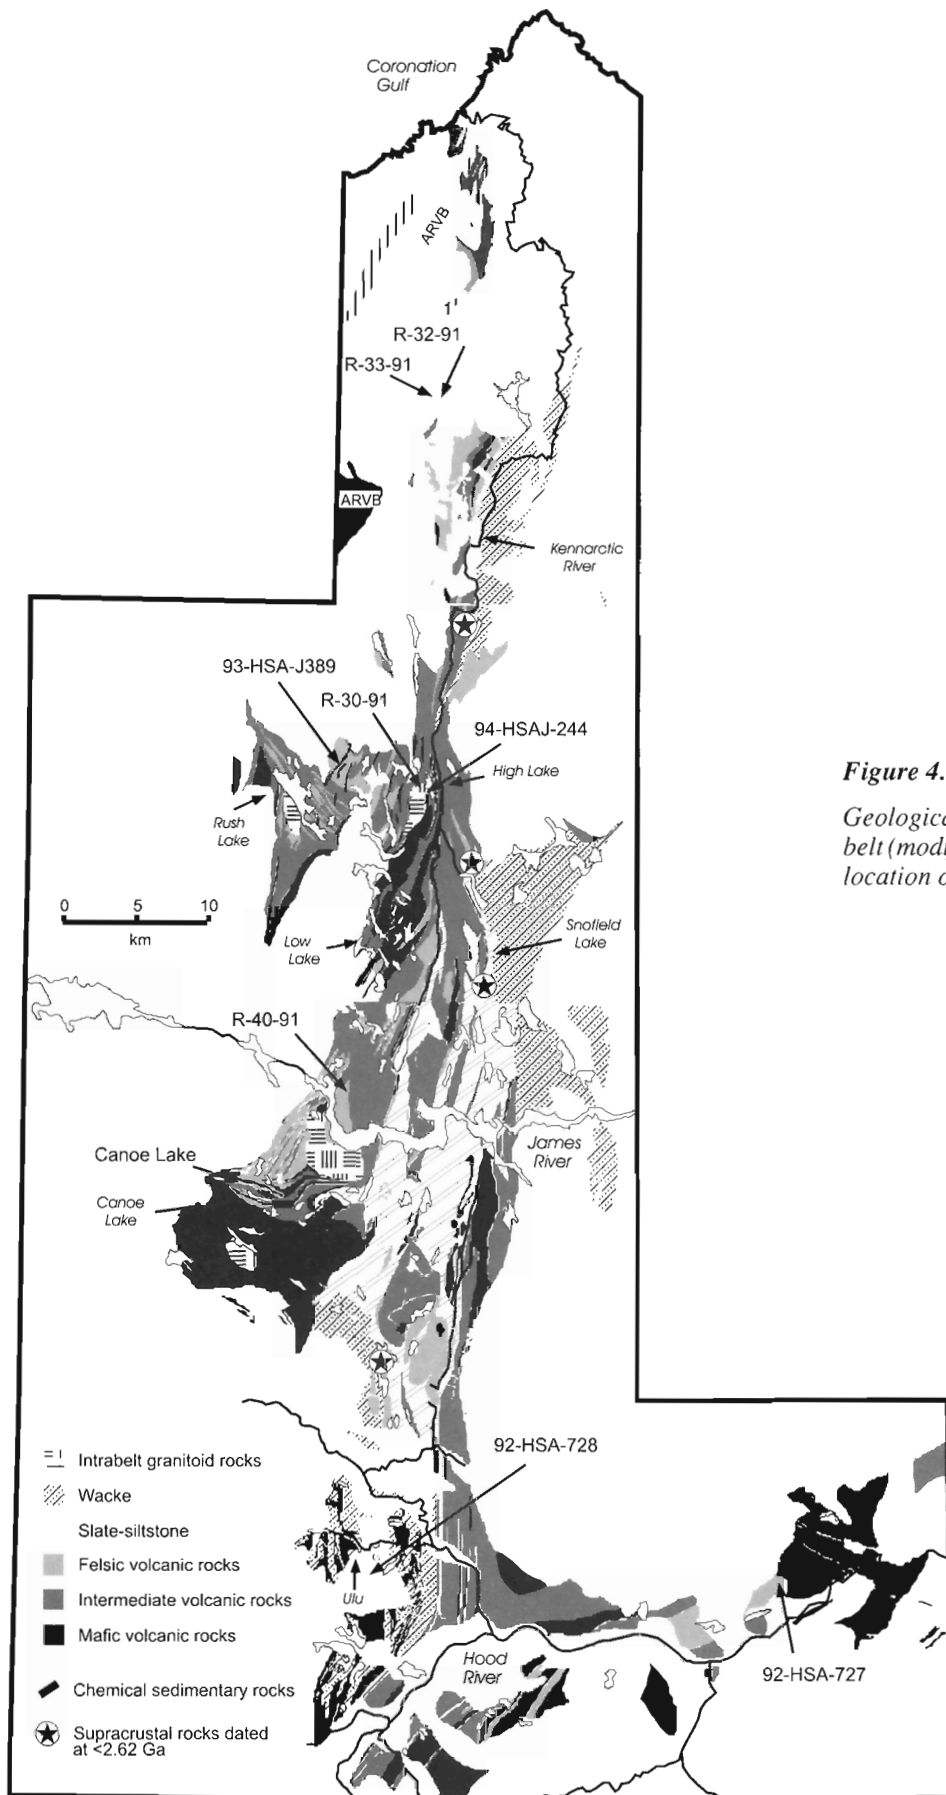 Coronation
Gulf
ARVB
1'
R-32-91
R-33-91
ARVB
Kennarctic
River
93-HSA-J389
R-30-91
94-HSAJ-244
High Lake
Rush
Lake
Figure 4.
Geologica
belt (modi
location o
0 5 10
km
Low
Lake
Snofield
Lake
R-40-91
James
River
Canoe Lake
Canoe
Lake
92-HSA-728
Intrabelt granitoid rocks
Wacke
Slate-siltstone
Felsic volcanic rocks
Intermediate volcanic rocks
Mafic volcanic rocks
Chemical sedimentary rocks
Supracrustal rocks dated
at <2.62 Ga
Ulu
Hood
River
92-HSA-727